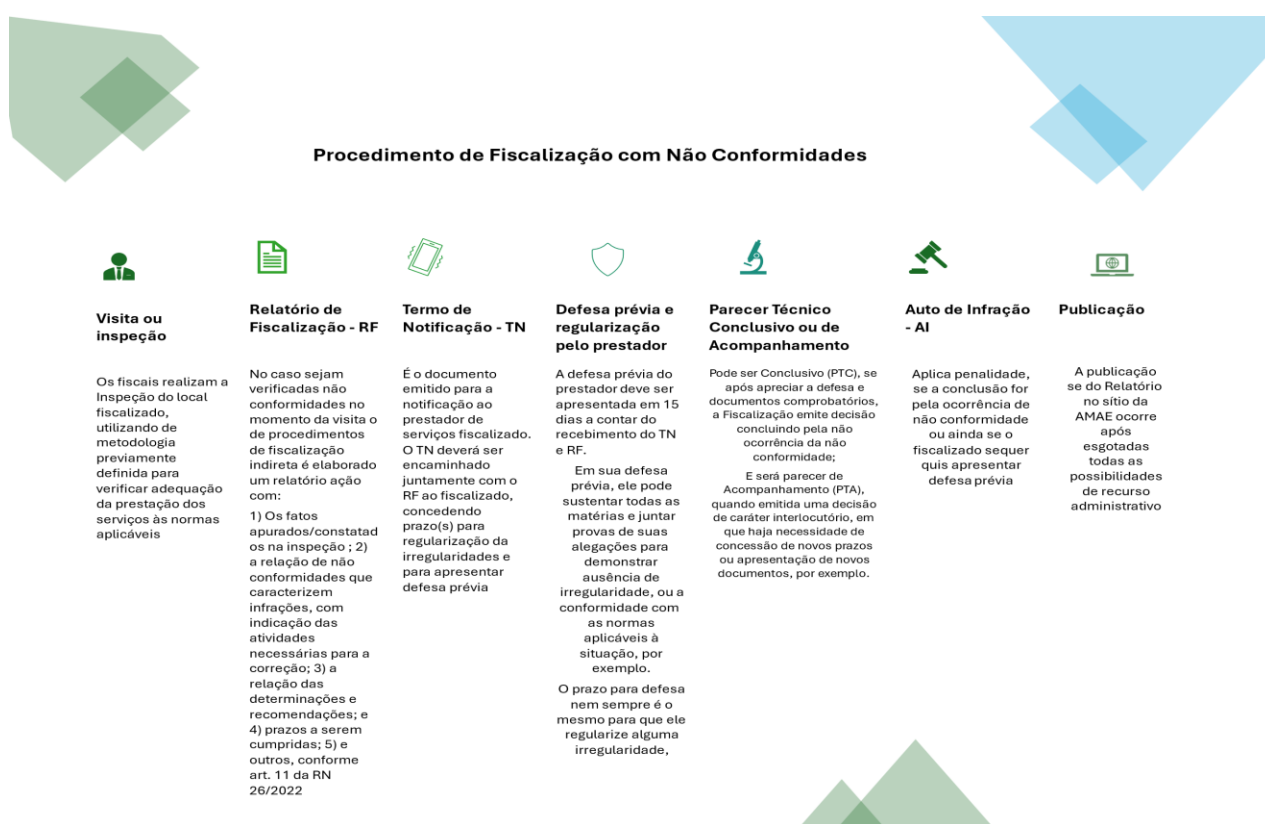 Procedimento de Fiscalização com Não Conformidades
Visita ou
inspeção
Os fiscais realizam a
Inspeção do local
fiscalizado,
utilizando de
metodologia
previamente
definida para
verificar adequação
da prestação dos
serviços às normas
aplicáveis
Relatório de
Fiscalização - RF
No caso sejam
verificadas não
conformidades no
momento da visita o
de procedimentos
de fiscalização
indireta é elaborado
um relatório ação
com:
1) Os fatos
apurados/constatad
os na inspeção ; 2)
a relação de não
conformidades que
caracterizem
infrações, com
indicação das
atividades
necessárias para a
correção; 3) a
relação das
determinações e
recomendações; e
4) prazos a serem
cumpridas; 5) e
outros, conforme
art. 11 da RN
26/2022
Termo de
Notificação - TN
É o documento
emitido para a
notificação ao
prestador de
serviços fiscalizado.
O TN deverá ser
encaminhado
juntamente com o
RF ao fiscalizado,
concedendo
prazo(s) para
regularização da
irregularidades e
para apresentar
defesa prévia
Defesa prévia e
regularização
pelo prestador
A defesa prévia do
prestador deve ser
apresentada em 15
dias a contar do
recebimento do TN
e RF.
Em sua defesa
prévia, ele pode
sustentar todas as
matérias e juntar
provas de suas
alegações para
demonstrar
ausência de
irregularidade, ou a
conformidade com
as normas
aplicáveis à
situação, por
exemplo.
O prazo para defesa
nem sempre é o
mesmo para que ele
regularize alguma
irregularidade,
Parecer Técnico
Conclusivo ou de
Acompanhamento
Pode ser Conclusivo (PTC), se
após apreciar a defesa e
documentos comprobatórios,
a Fiscalização emite decisão
concluindo pela não
ocorrência da não
conformidade;
E será parecer de
Acompanhamento (PTA),
quando emitida uma decisão
de caráter interlocutório, em
que haja necessidade de
concessão de novos prazos
ou apresentação de novos
documentos, por exemplo.
Auto de Infração
- AI
Aplica penalidade,
se a conclusão for
pela ocorrência de
não conformidade
ou ainda se o
fiscalizado sequer
quis apresentar
defesa prévia
Publicação
A publicação
se do Relatório
no sítio da
AMAE ocorre
após
esgotadas
todas as
possibilidades
de recurso
administrativo